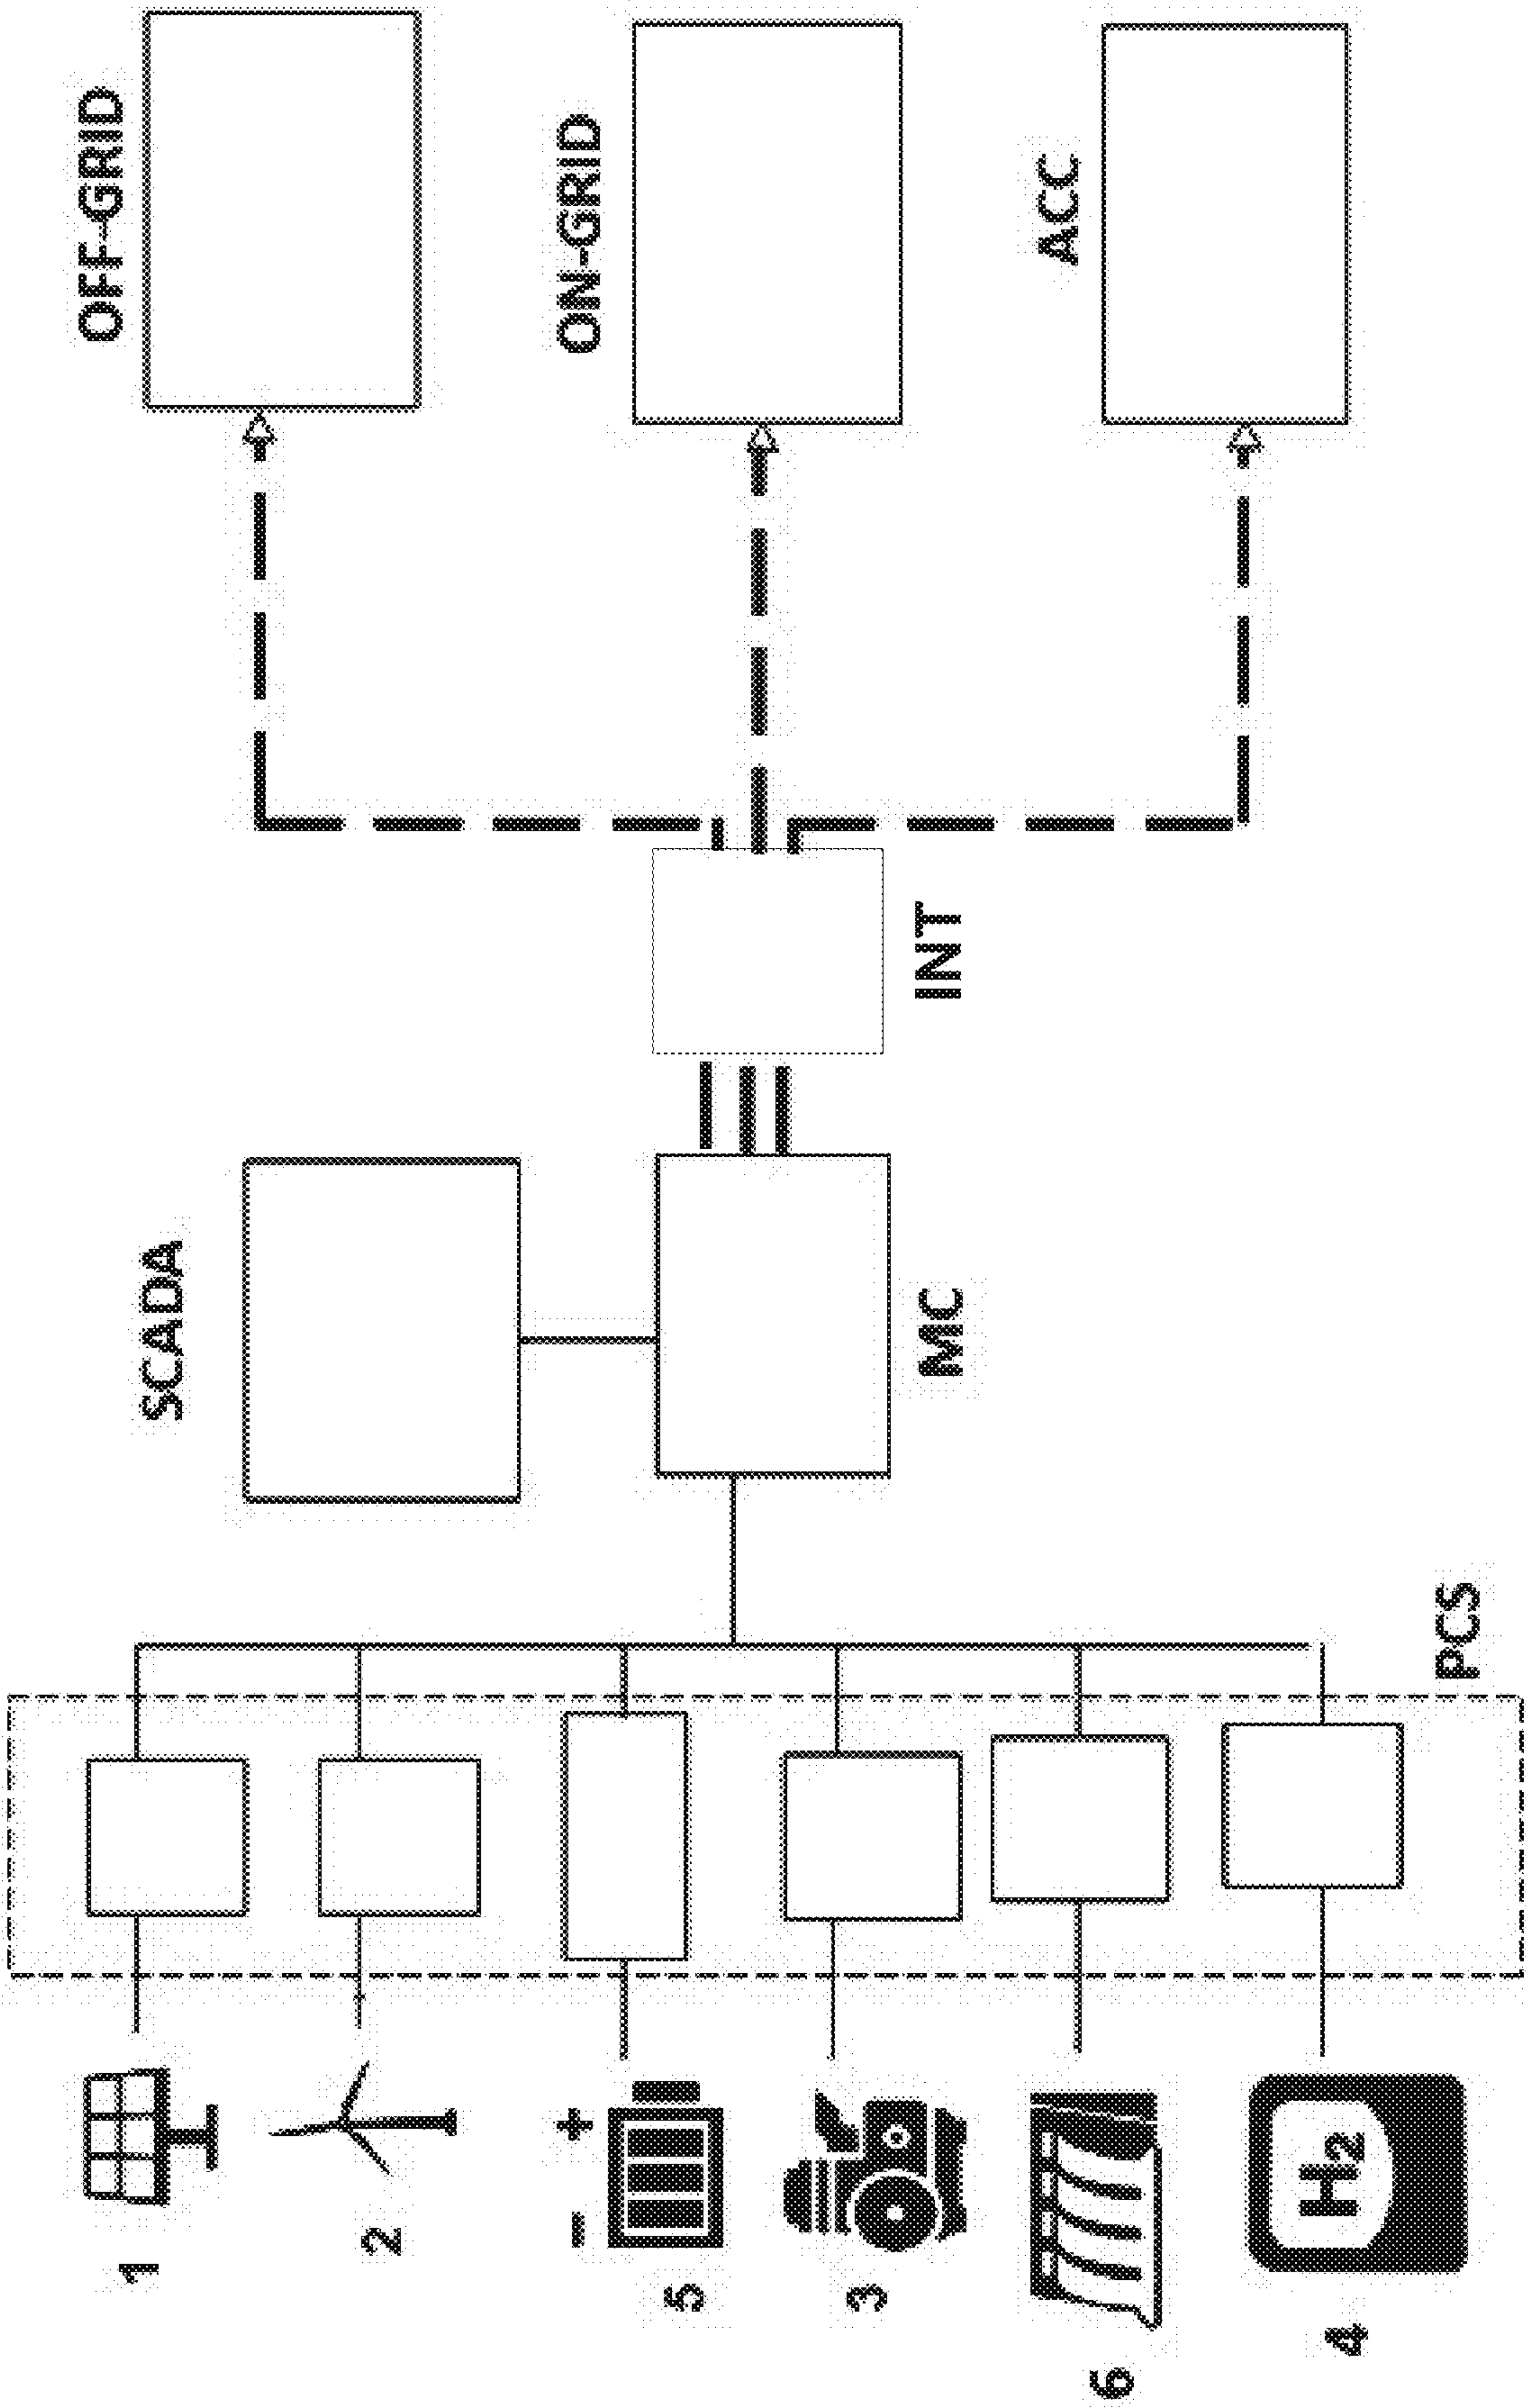 1
2
− +
5
3
6
4
H₂
PCS
SCADA
MC
INT
OFF-GRID
ON-GRID
ACC